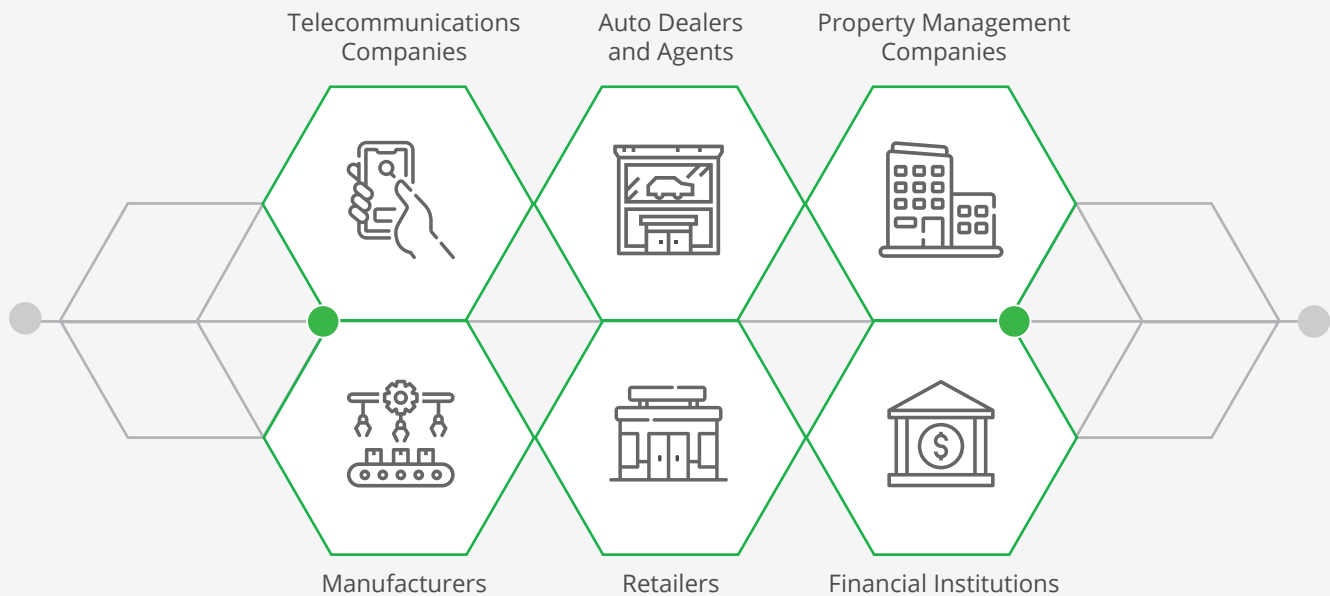 Telecommunications
Companies
Auto Dealers
and Agents
Property Management
Companies
$
Manufacturers
Retailers
Financial Institutions